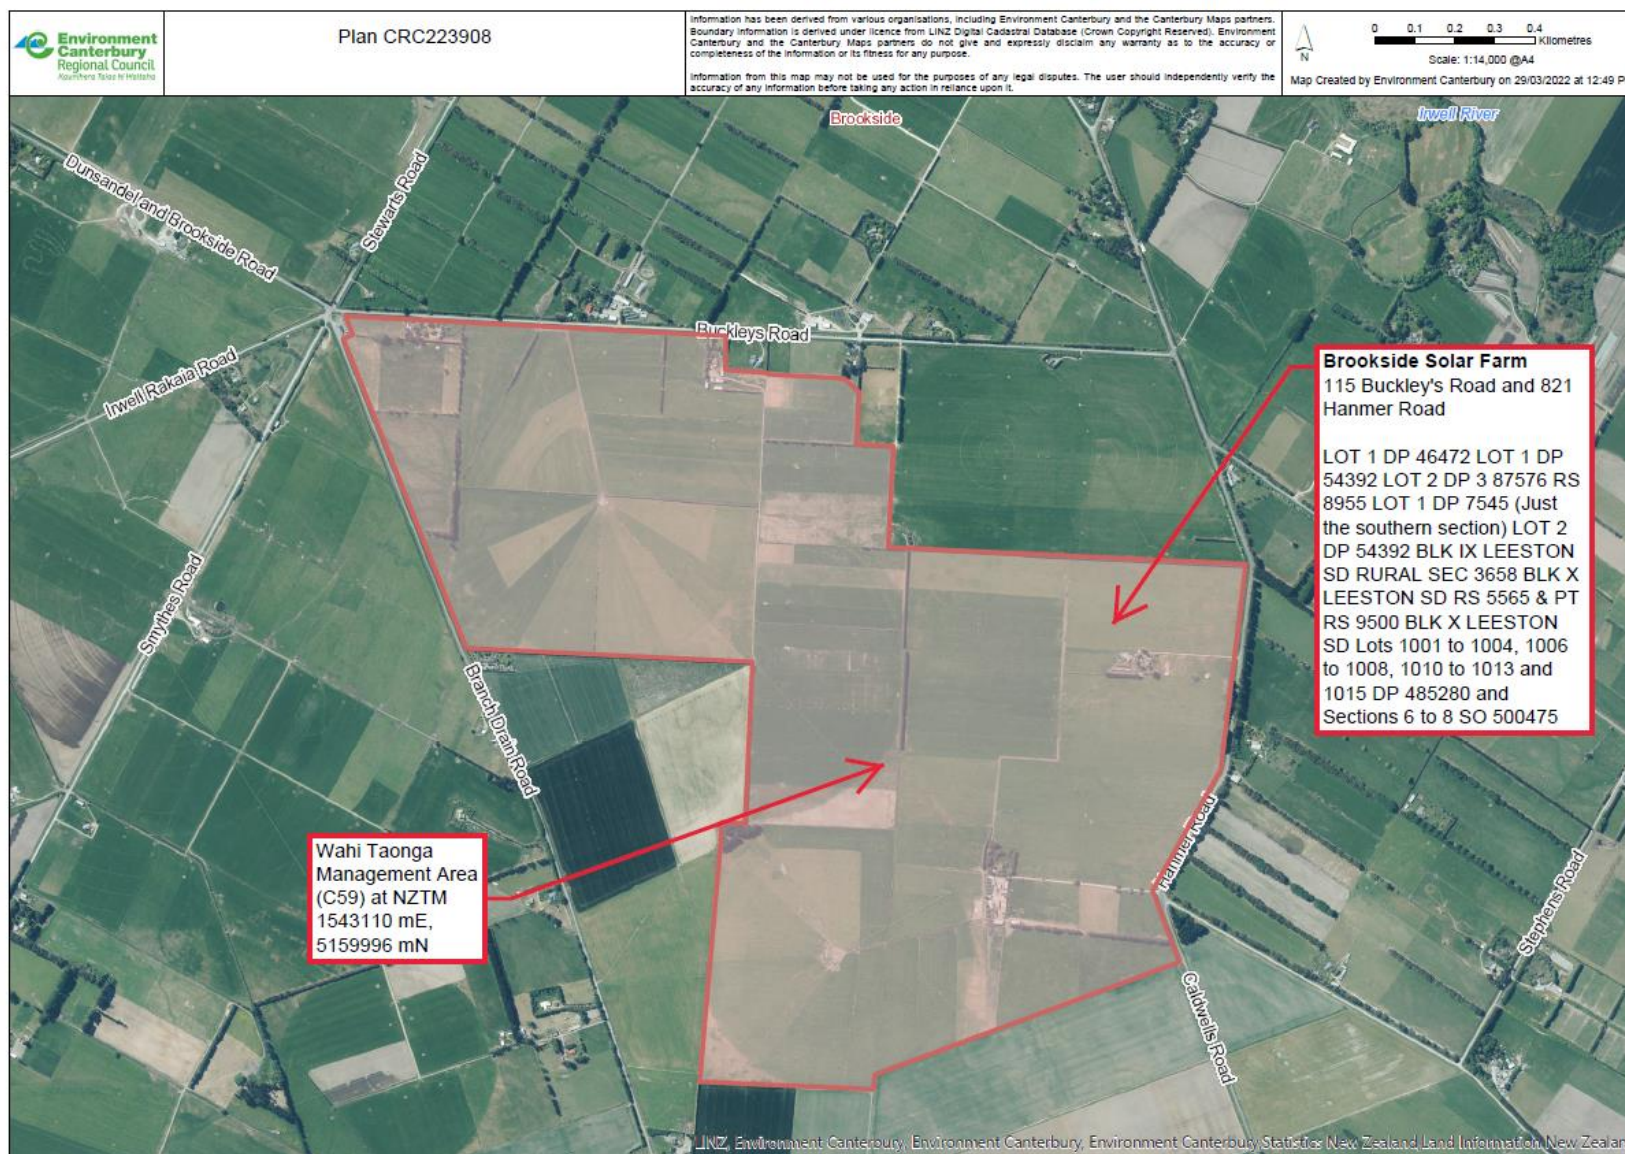 Environment
Canterbury
Regional Council
Kaunihera Taiao ki Waitaha
Plan CRC223908
Information has been derived from various organisations, including Environment Canterbury and the Canterbury Maps partners.
Boundary information is derived under licence from LINZ Digital Cadastral Database (Crown Copyright Reserved). Environment
Canterbury and the Canterbury Maps partners do not give and expressly disclaim any warranty as to the accuracy or
completeness of the information or its fitness for any purpose.
Information from this map may not be used for the purposes of any legal disputes. The user should independently verify the
accuracy of any information before taking any action in reliance upon it.
N
0 0.1 0.2 0.3 0.4
Kilometres
Scale: 1:14,000 @A4
Map Created by Environment Canterbury on 29/03/2022 at 12:49 P
Brookside
Irwell River
Dunsandel and Brookside Road
Stewarts Road
Buckleys Road
Irwell Rakaia Road
Brookside Solar Farm
115 Buckley's Road and 821
Hanmer Road
LOT 1 DP 46472 LOT 1 DP
54392 LOT 2 DP 3 87576 RS
8955 LOT 1 DP 7545 (Just
the southern section) LOT 2
DP 54392 BLK IX LEESTON
SD RURAL SEC 3658 BLK X
LEESTON SD RS 5565 & PT
RS 9500 BLK X LEESTON
SD Lots 1001 to 1004, 1006
to 1008, 1010 to 1013 and
1015 DP 485280 and
Sections 6 to 8 SO 500475
Smythes Road
Branch Drain Road
Hanmer Road
Wahi Taonga
Management Area
(C59) at NZTM
1543110 mE,
5159996 mN
Stephens Road
Caldwells Road
LINZ, Environment Canterbury, Environment Canterbury, Environment Canterbury Statistics New Zealand Land Information New Zealan